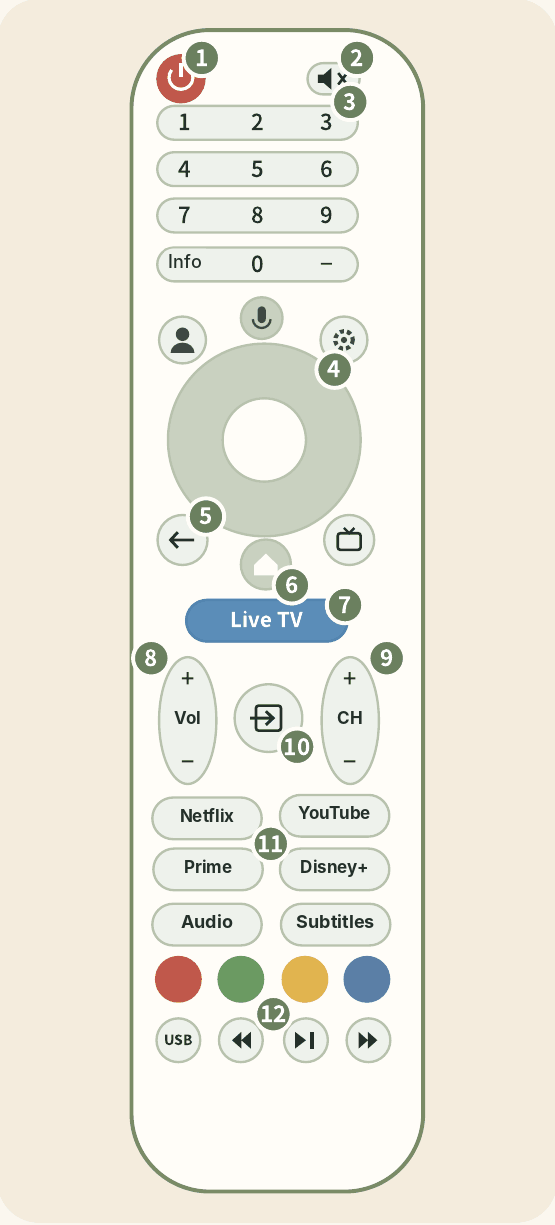 1 2
3
1 2 3
4 5 6
7 8 9
Info 0 −
4
5
6
7
Live TV
8 9
+ +
Vol CH
− −
10
Netflix YouTube
11
Prime Disney+
Audio Subtitles
12
USB